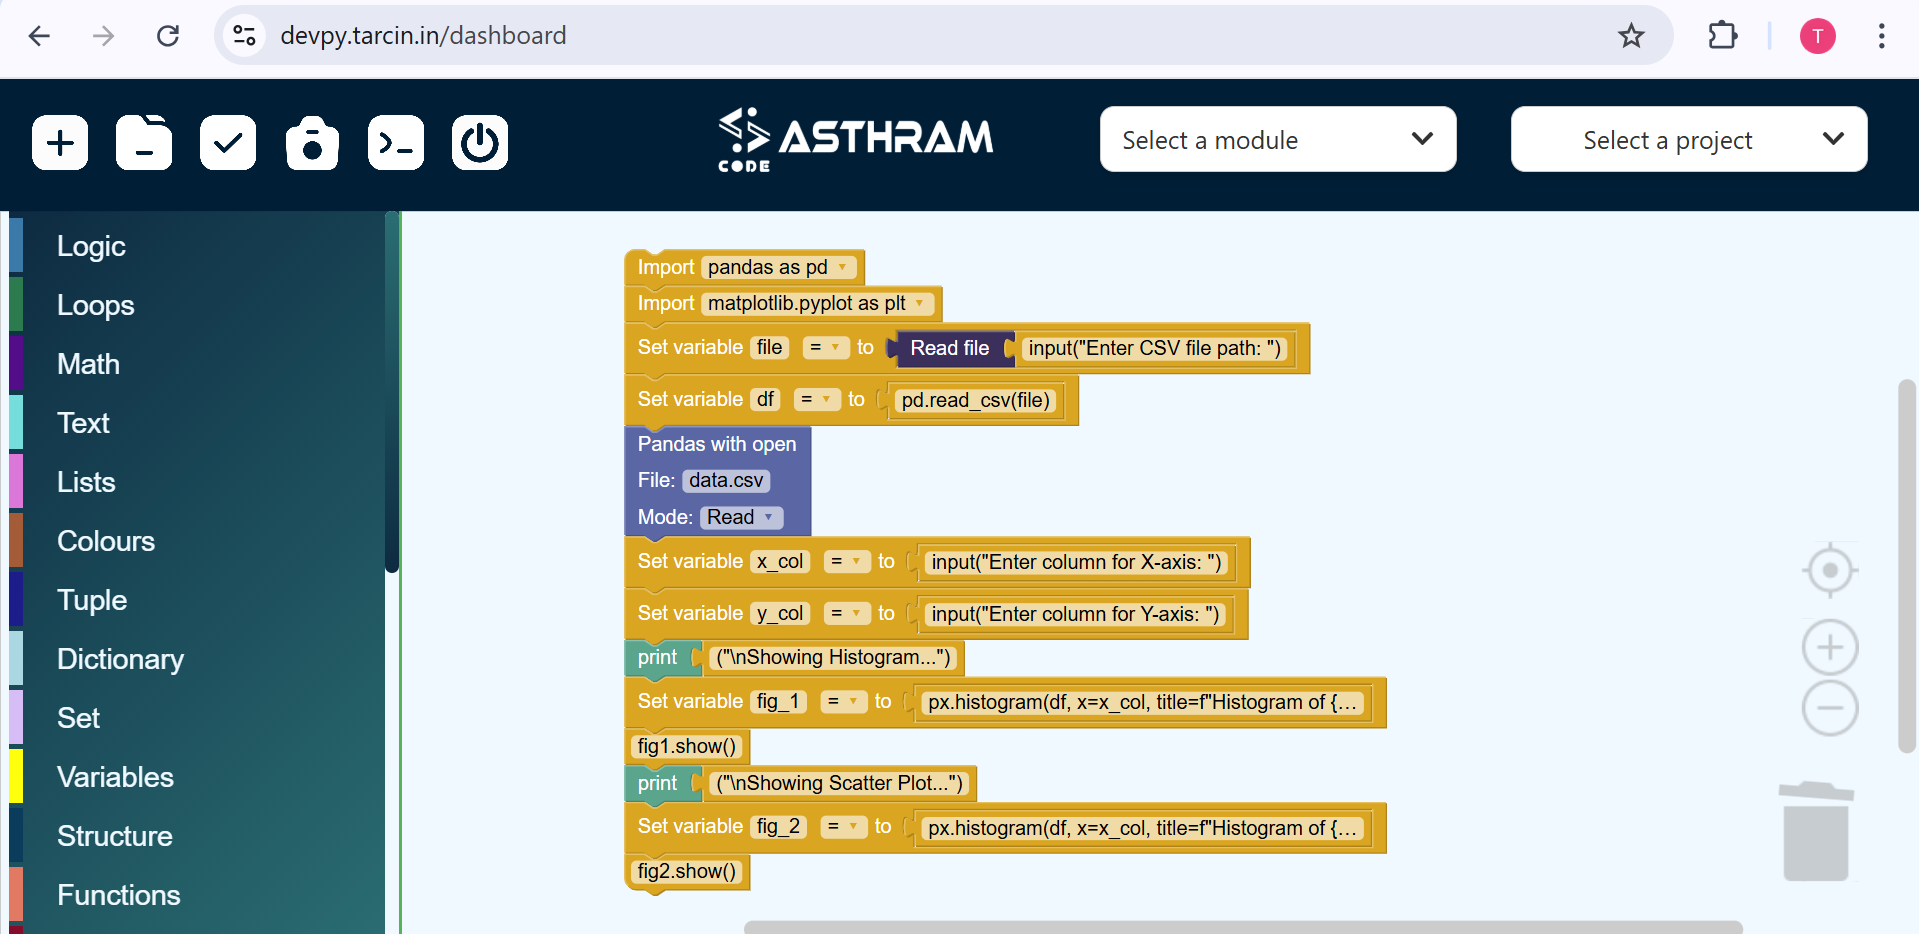 devpy.tarcin.in/dashboard
T
CODE ASTHRAM
Select a module
Select a project
Logic
Loops
Math
Text
Lists
Colours
Tuple
Dictionary
Set
Variables
Structure
Functions
Import pandas as pd
Import matplotlib.pyplot as plt
Set variable file = to Read file input("Enter CSV file path: ")
Set variable df = to pd.read_csv(file)
Pandas with open
File: data.csv
Mode: Read
Set variable x_col = to input("Enter column for X-axis: ")
Set variable y_col = to input("Enter column for Y-axis: ")
print ("\nShowing Histogram...")
Set variable fig_1 = to px.histogram(df, x=x_col, title=f"Histogram of {...
fig1.show()
print ("\nShowing Scatter Plot...")
Set variable fig_2 = to px.histogram(df, x=x_col, title=f"Histogram of {...
fig2.show()